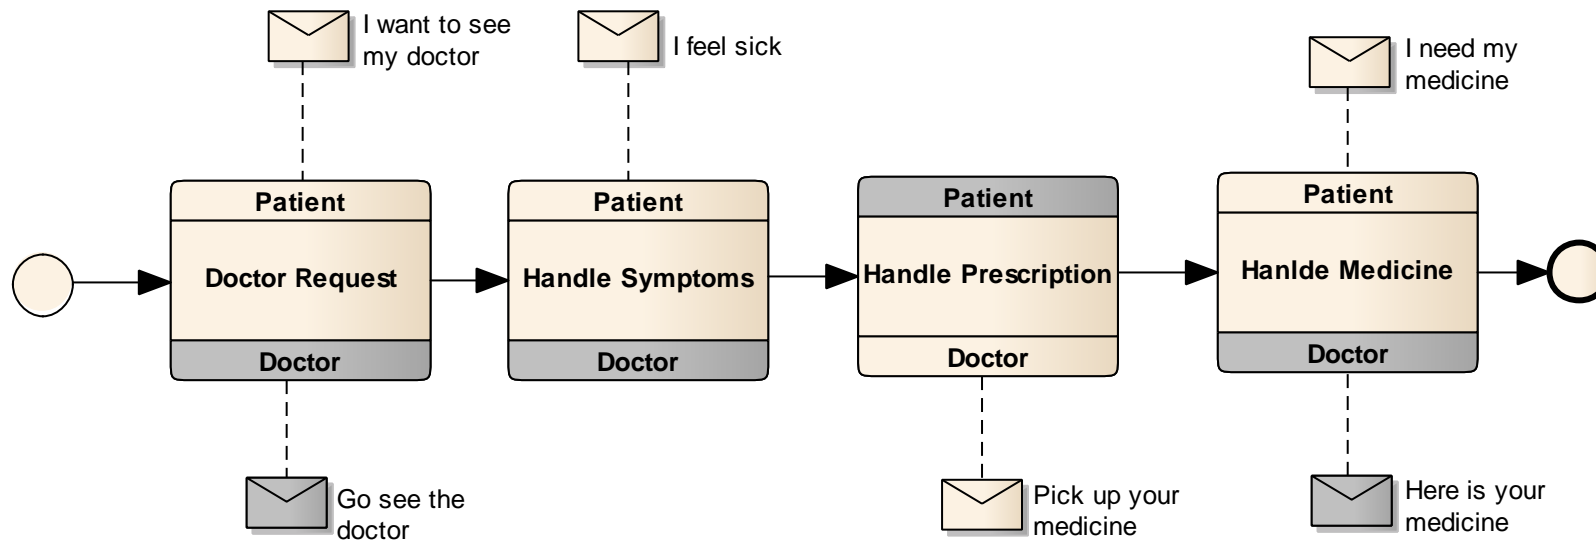 I want to see
my doctor
I feel sick
I need my
medicine
Patient
Doctor Request
Doctor
Patient
Handle Symptoms
Doctor
Patient
Handle Prescription
Doctor
Patient
Hanlde Medicine
Doctor
Go see the
doctor
Pick up your
medicine
Here is your
medicine